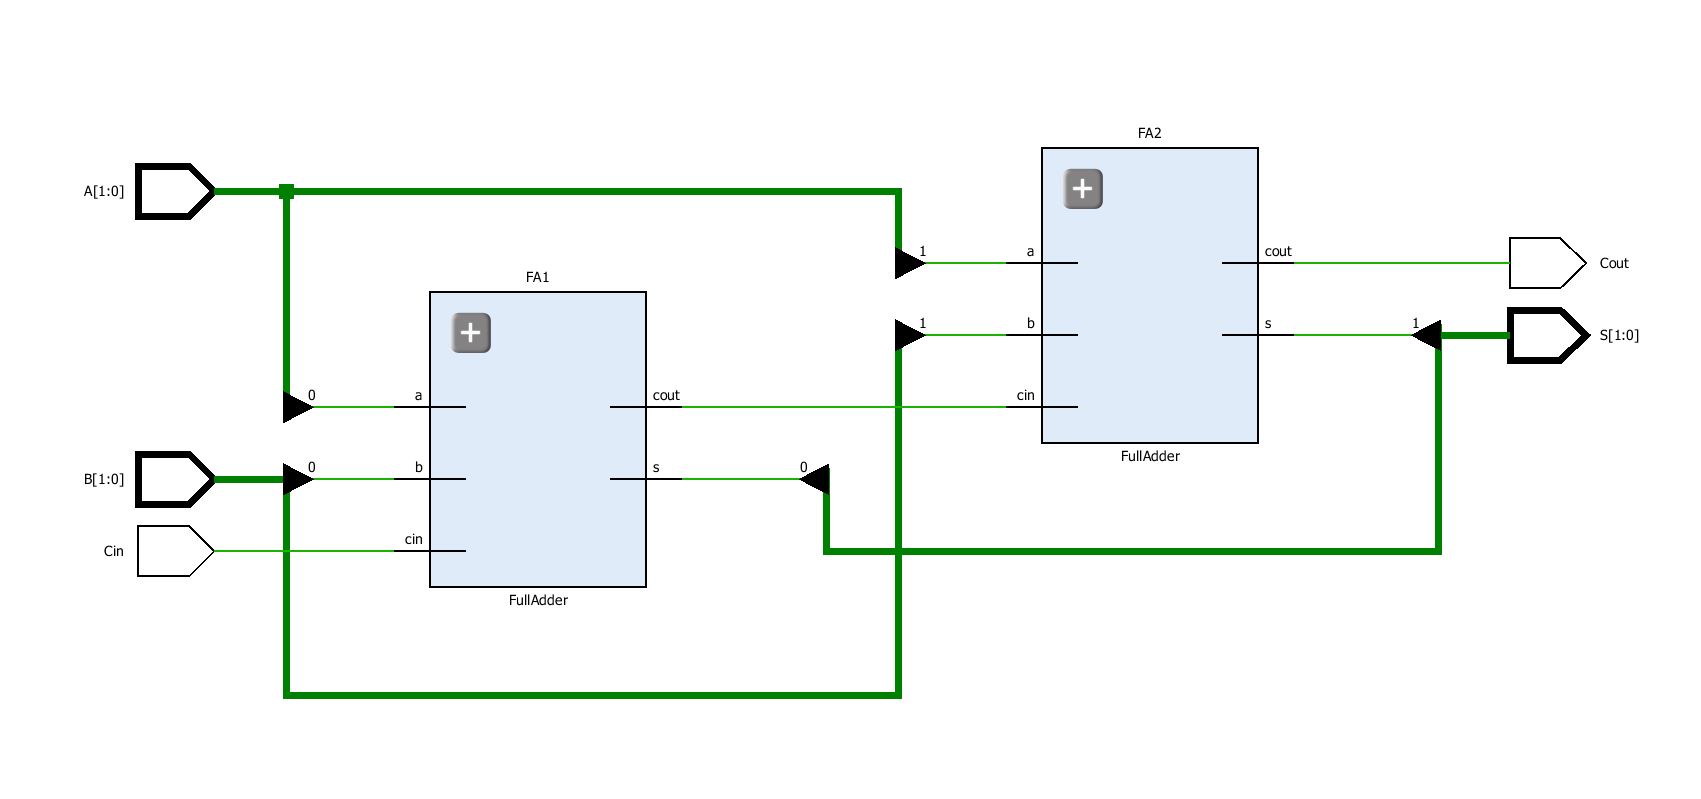 FA2
A[1:0]
1
a
cout
Cout
FA1
1
b
s
1
S[1:0]
0
a
cout
cin
FullAdder
B[1:0]
0
b
s
0
Cin
cin
FullAdder